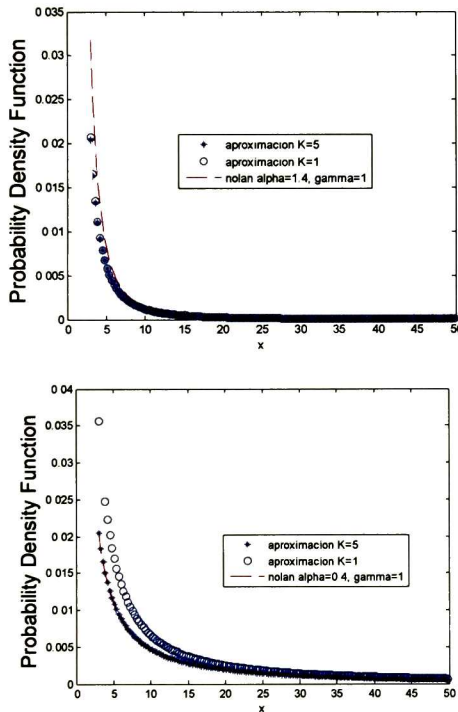 0 035
0 03
0 025
0 02
0 015
0 01
0 005
0
Probability Density Function
aproximacion K=5
aproximacion K=1
nolan alpha=1.4, gamma=1
0 5 10 15 20 25 30 35 40 45 50
x
0 04
0 035
0 03
0 025
0 02
0 015
0 01
0 005
0
Probability Density Function
aproximacion K=5
aproximacion K=1
nolan alpha=0 4, gamma=1
0 5 10 15 20 25 30 35 40 45 50
x